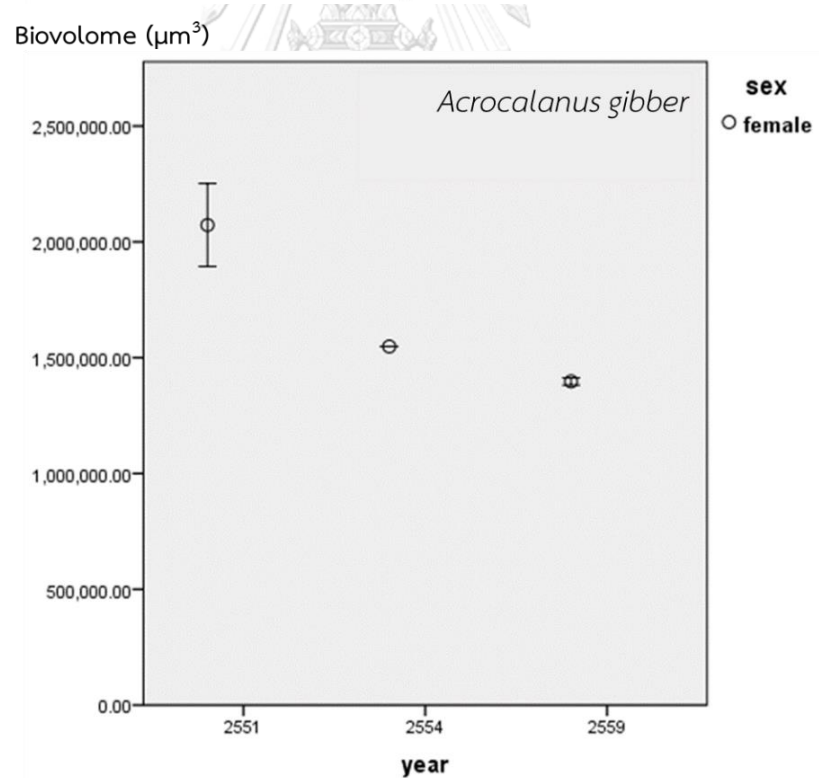 Biovolome (µm³)
Acrocalanus gibber
sex
female
2,500,000.00
2,000,000.00
1,500,000.00
1,000,000.00
500,000.00
0.00
2551 2554 2559
year